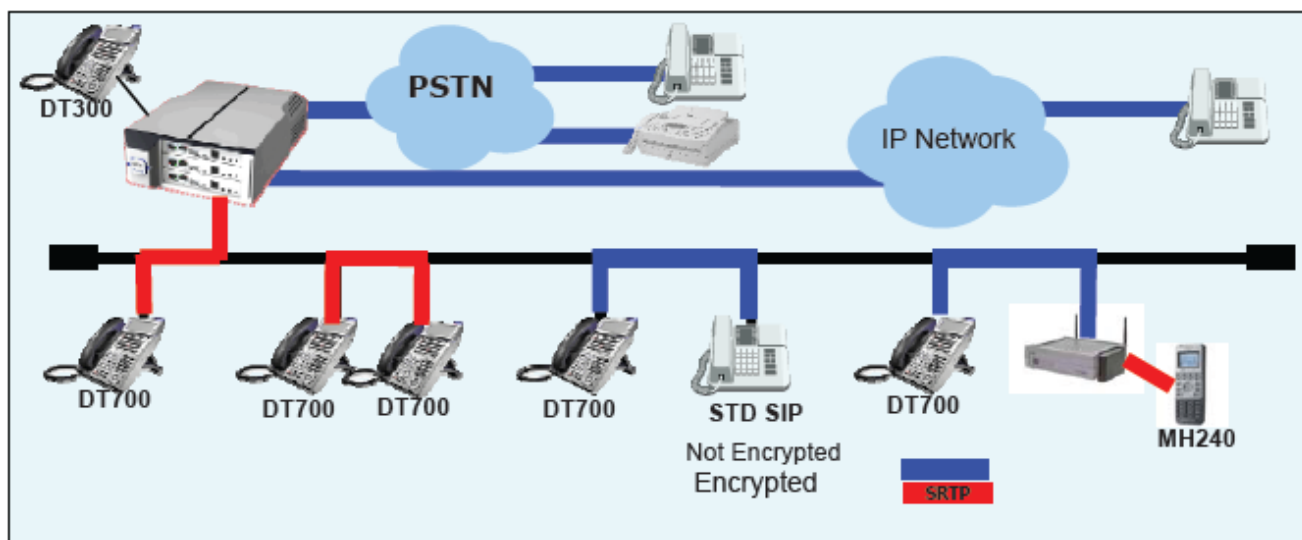 DT300
PSTN
IP Network
DT700
DT700
DT700
DT700
STD SIP
DT700
MH240
Not Encrypted
Encrypted
SRTP